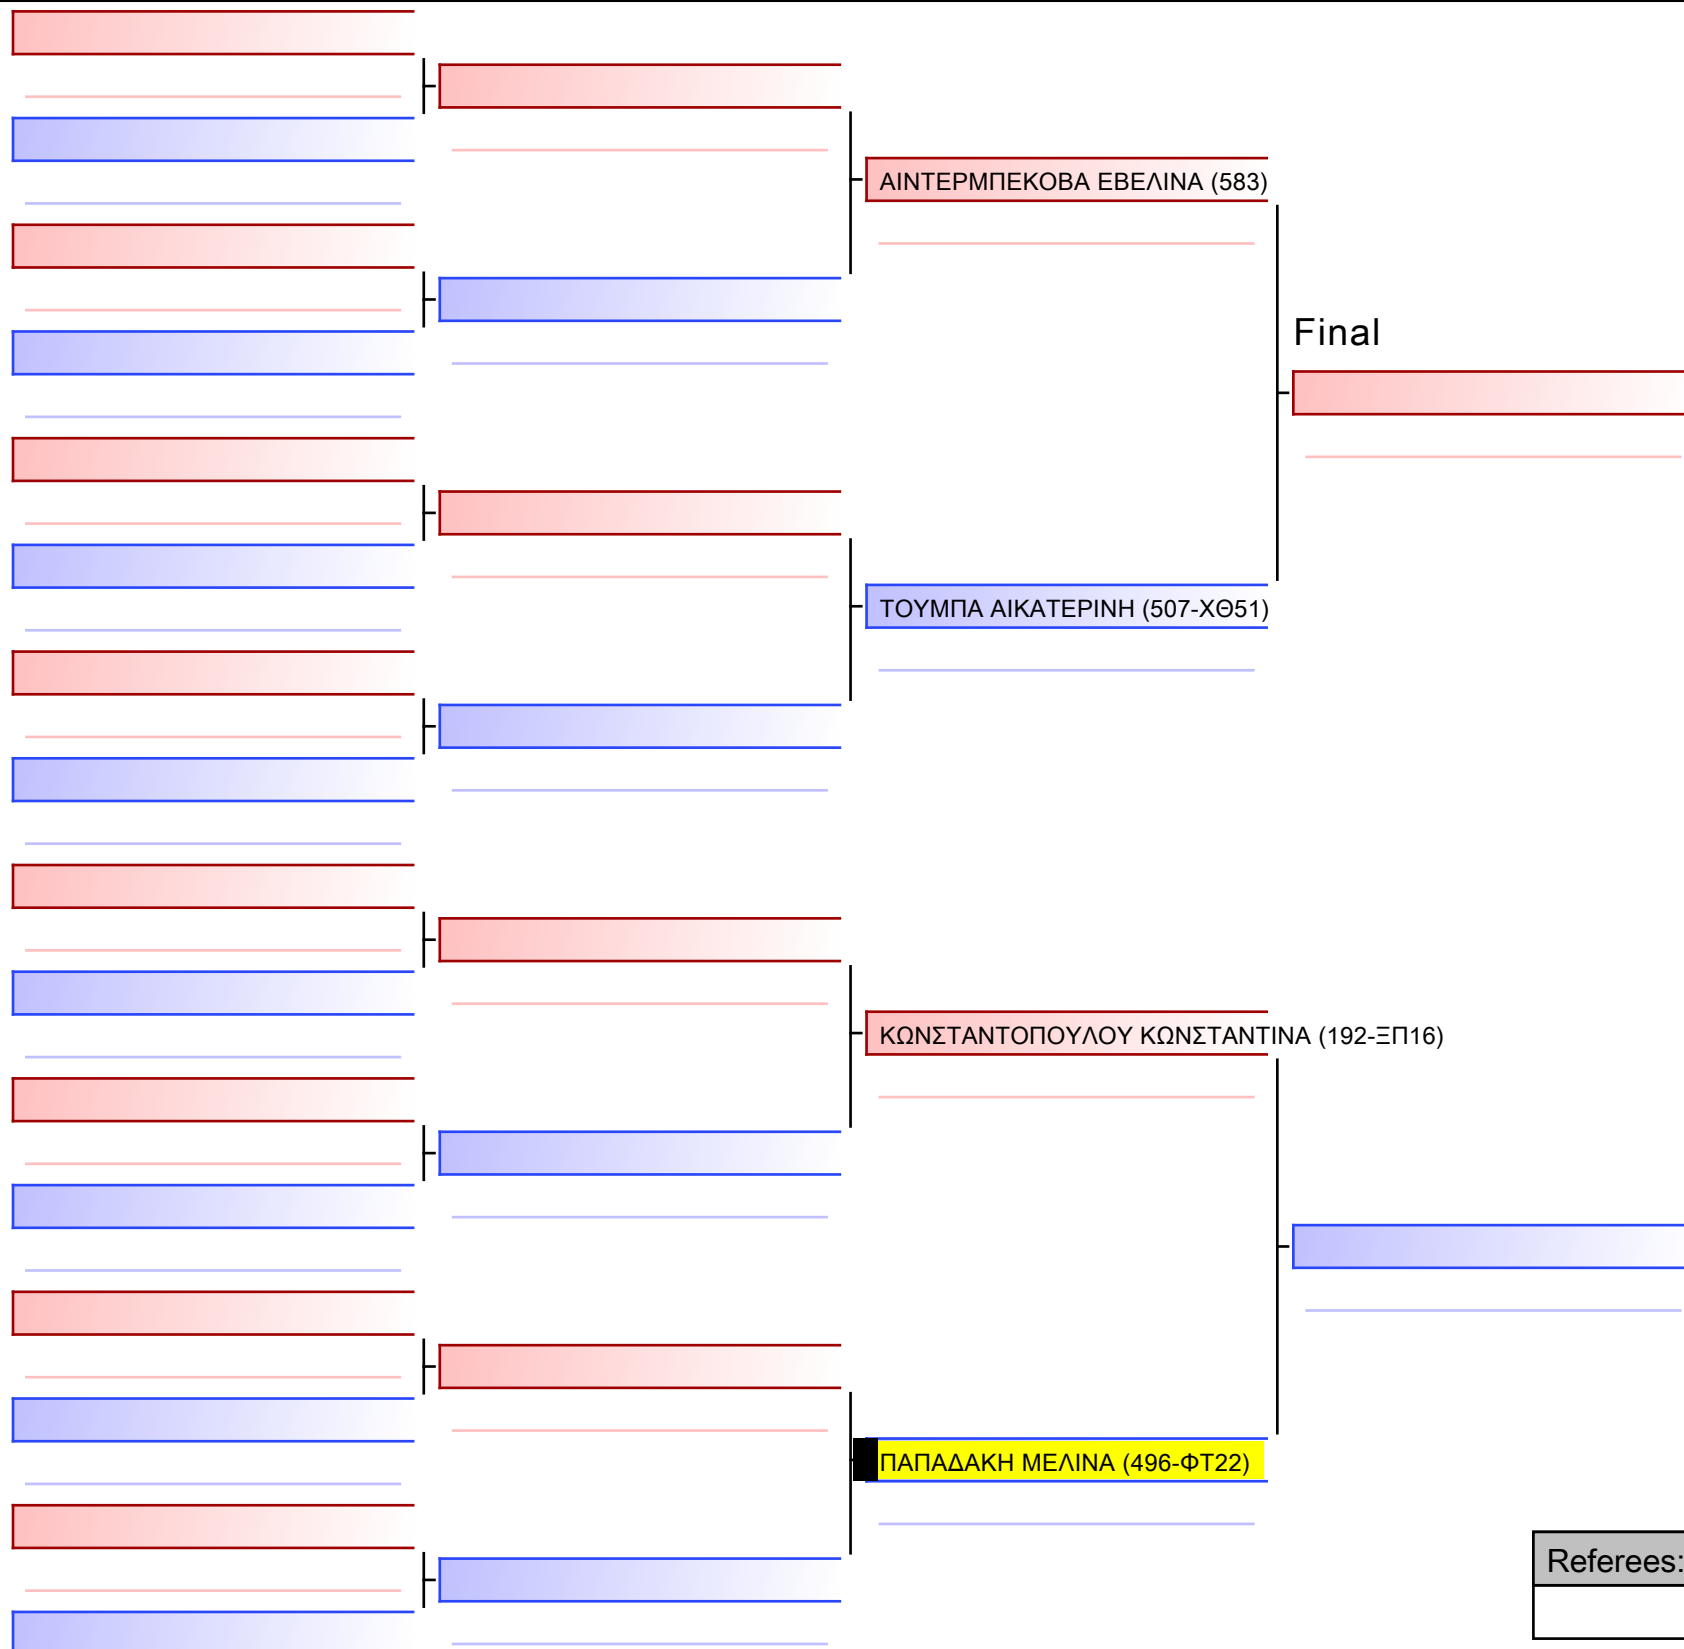 ΑΙΝΤΕΡΜΠΕΚΟΒΑ ΕΒΕΛΙΝΑ (583)
Final
ΤΟΥΜΠΑ ΑΙΚΑΤΕΡΙΝΗ (507-ΧΘ51)
ΚΩΝΣΤΑΝΤΟΠΟΥΛΟΥ ΚΩΝΣΤΑΝΤΙΝΑ (192-ΞΠ16)
ΠΑΠΑΔΑΚΗ ΜΕΛΙΝΑ (496-ΦΤ22)
Referees: